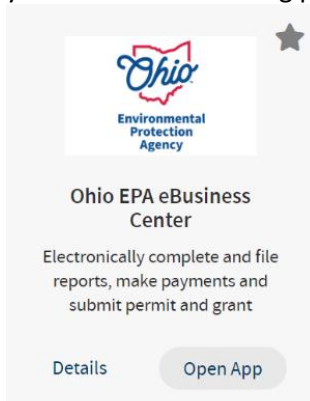 Ohio
Environmental
Protection
Agency
Ohio EPA eBusiness
Center
Electronically complete and file
reports, make payments and
submit permit and grant
Details
Open App